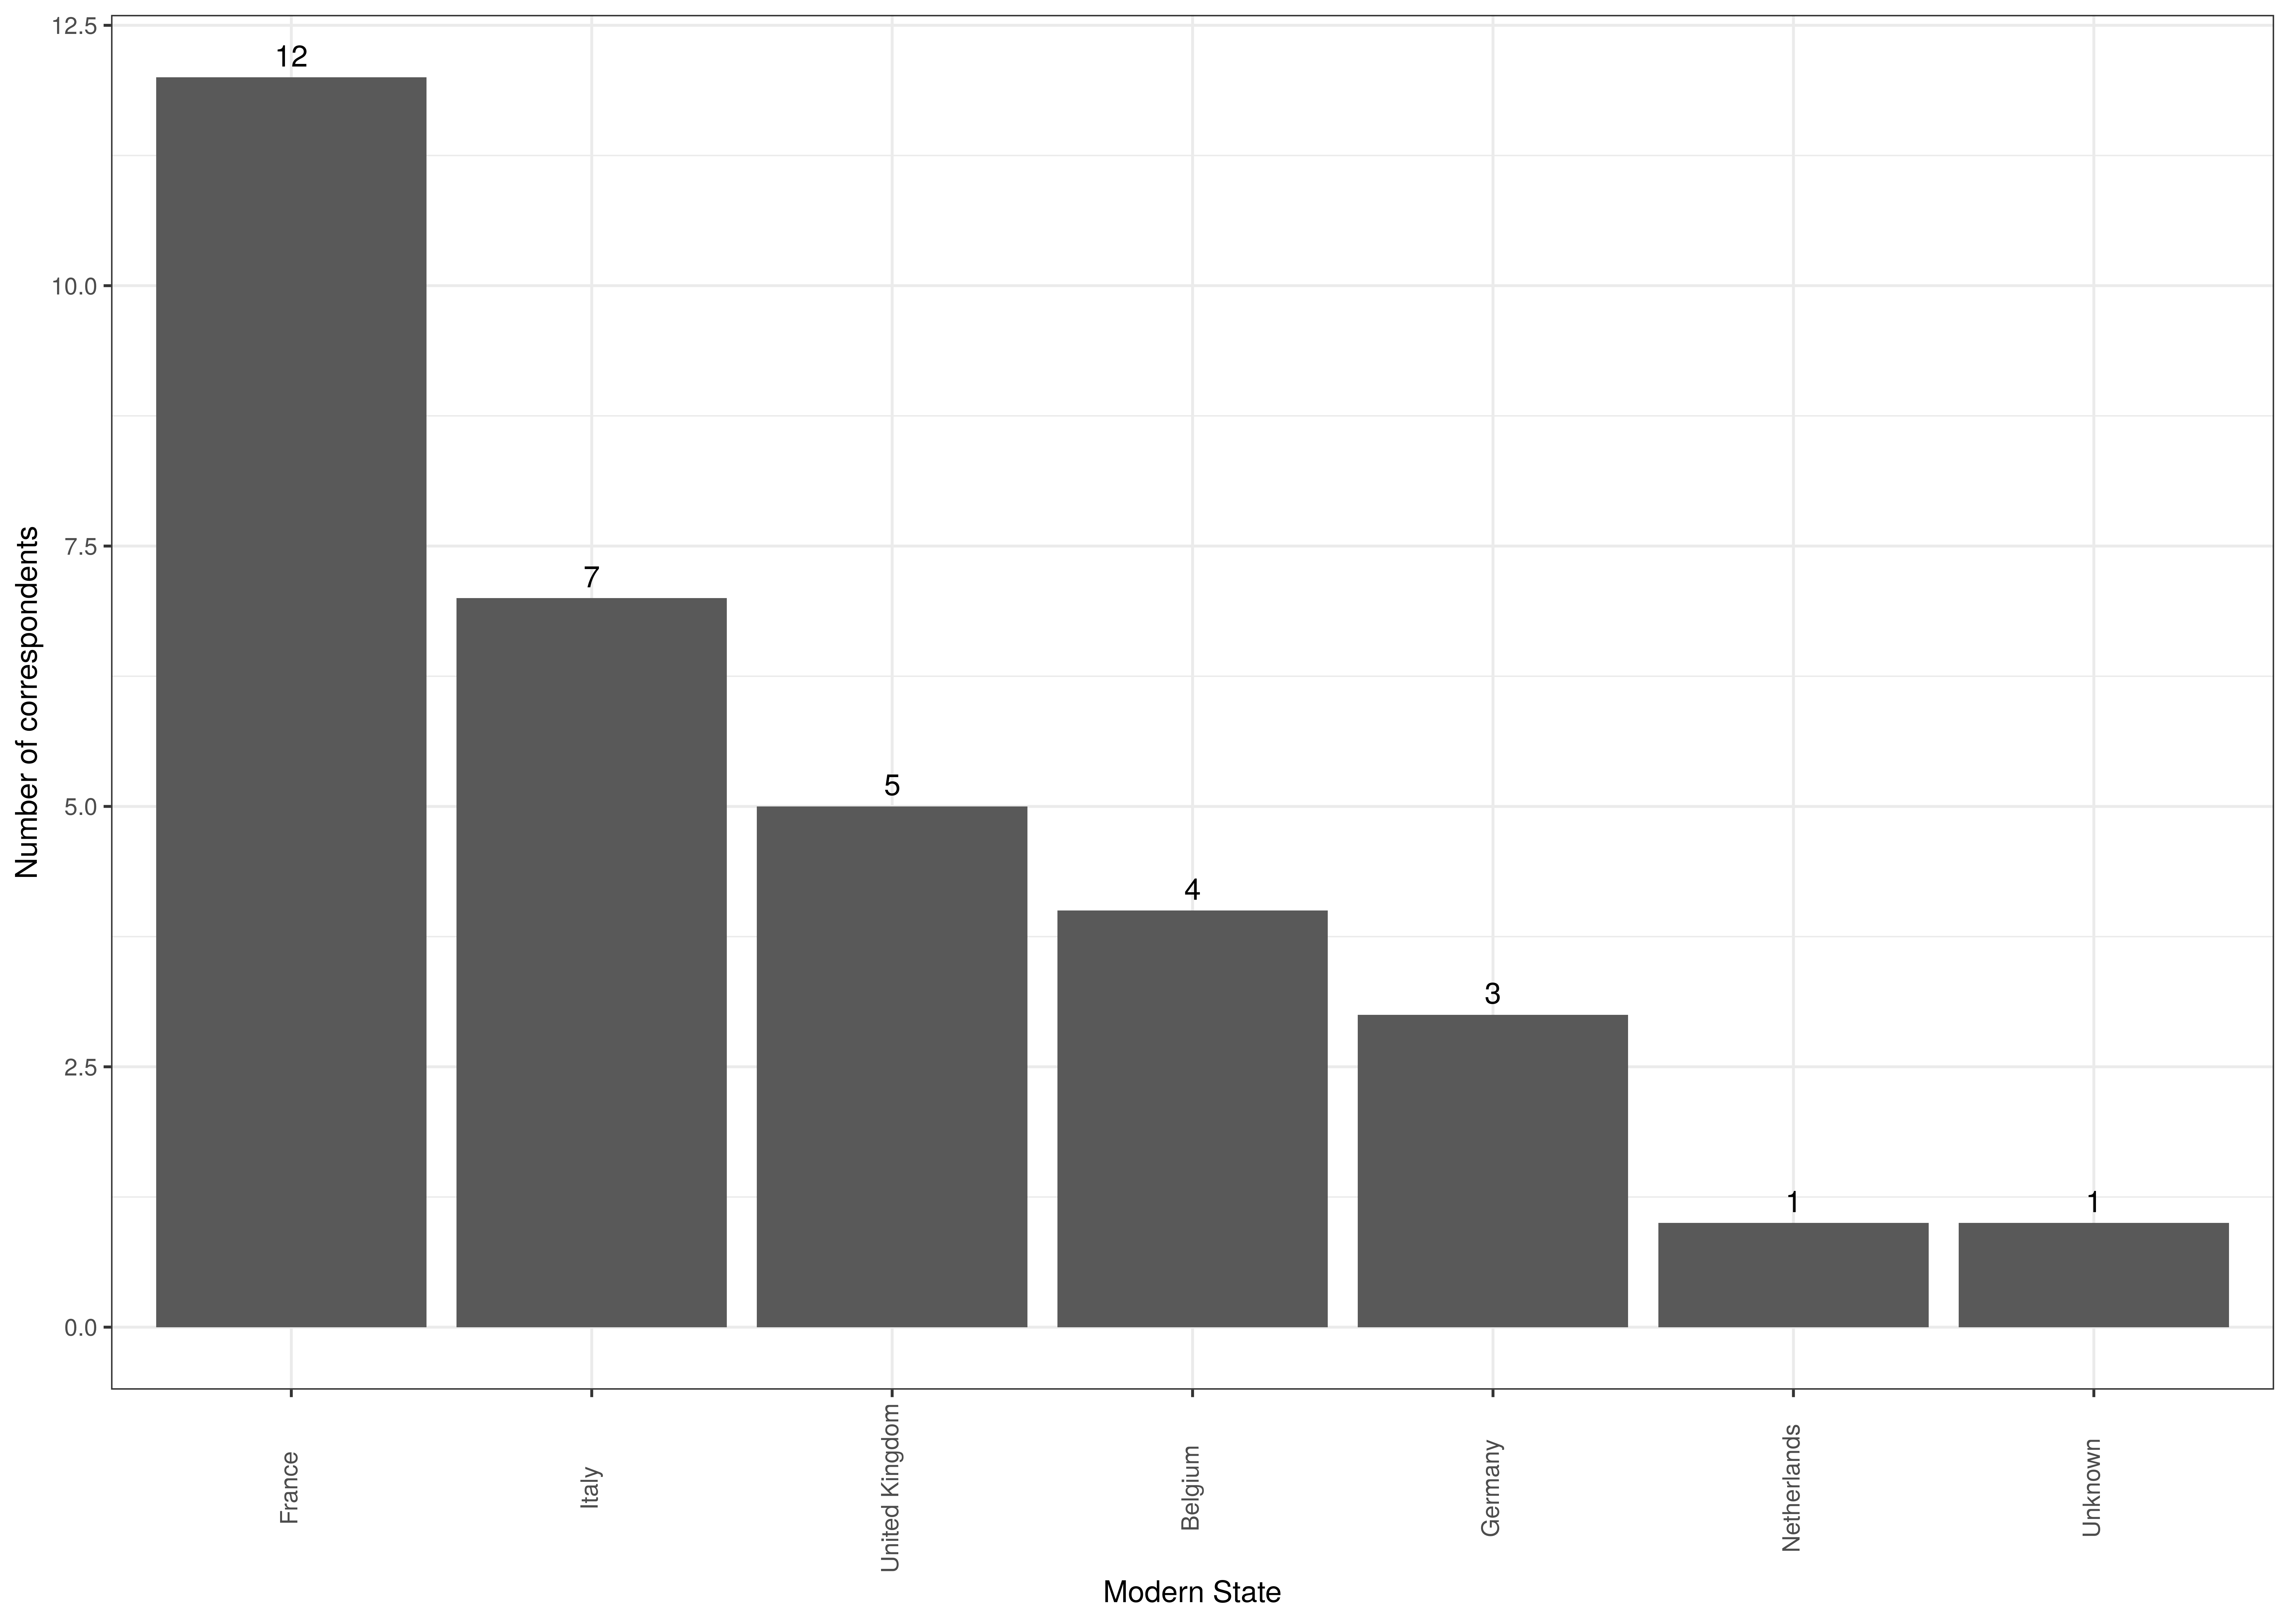 12.5
10.0
7.5
5.0
2.5
0.0
Number of correspondents
12
7
5
4
3
1
1
France
Italy
United Kingdom
Belgium
Germany
Netherlands
Unknown
Modern State